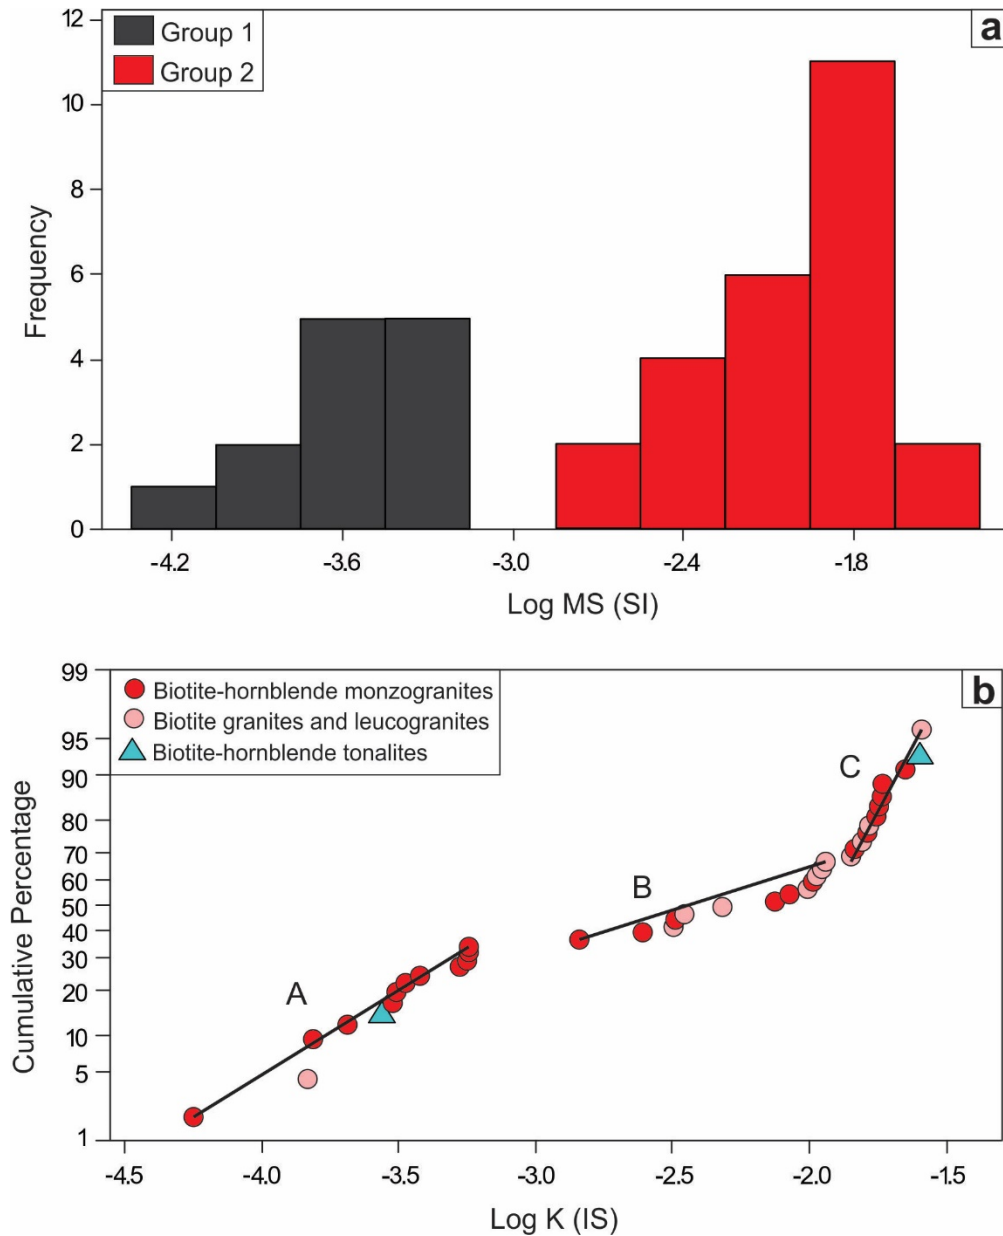 a
Group 1
Group 2
12
10
8
6
4
2
0
Frequency
-4.2 -3.6 -3.0 -2.4 -1.8
Log MS (SI)
b
Biotite-hornblende monzogranites
Biotite granites and leucogranites
Biotite-hornblende tonalites
99
95
90
80
70
60
50
40
30
20
10
5
1
Cumulative Percentage
A
B
C
-4.5 -4.0 -3.5 -3.0 -2.5 -2.0 -1.5
Log K (IS)